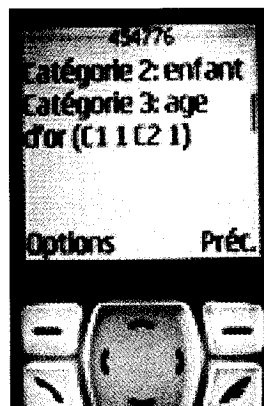 454776
Catégorie 2: enfant
Catégorie 3: age
d'or (C1 1 C2 1)
Options Préc.